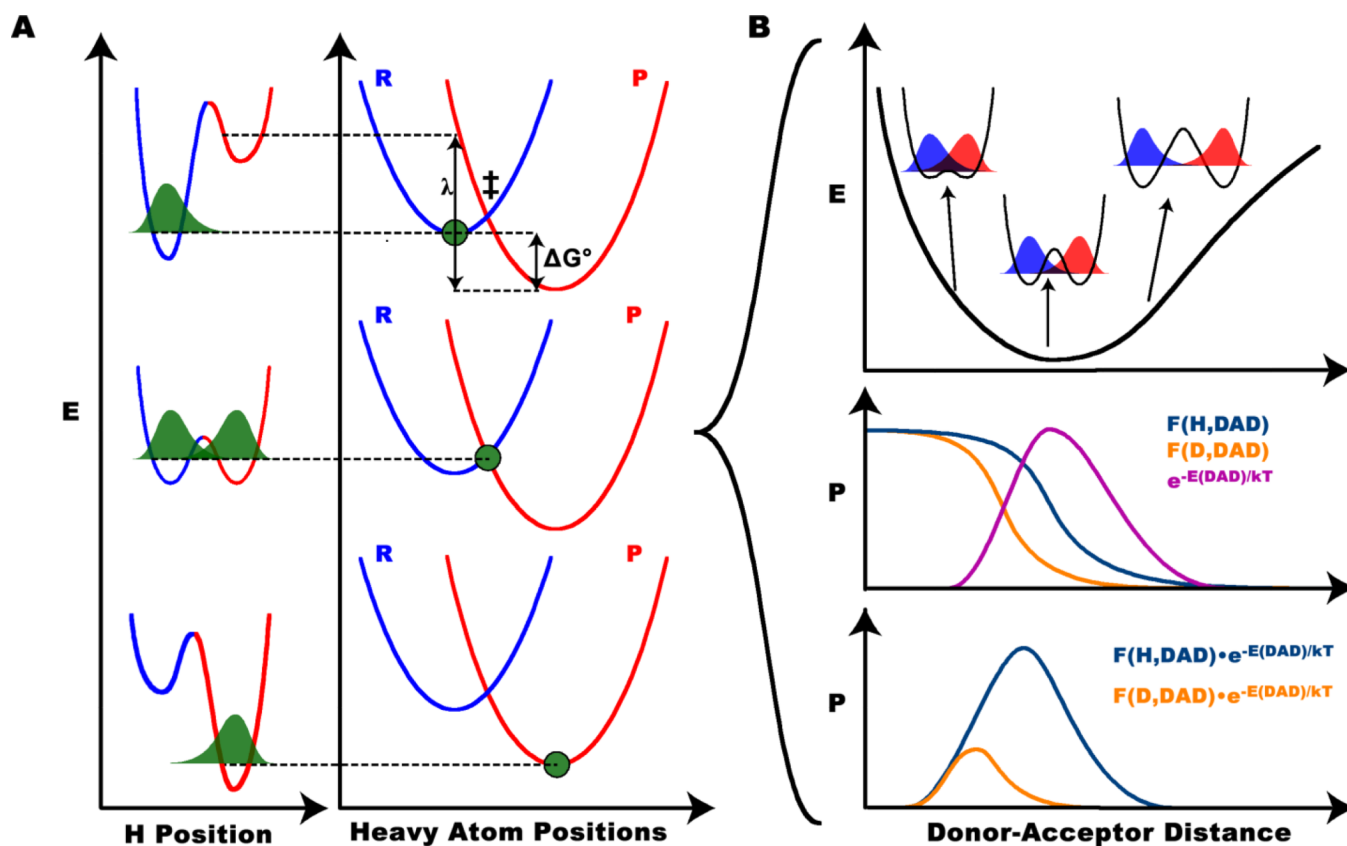 A
B
E
R
P
λ
‡
ΔG°
R
P
R
P
H Position
Heavy Atom Positions
E
P
F(H,DAD)
F(D,DAD)
e-E(DAD)/kT
P
F(H,DAD)•e-E(DAD)/kT
F(D,DAD)•e-E(DAD)/kT
Donor-Acceptor Distance